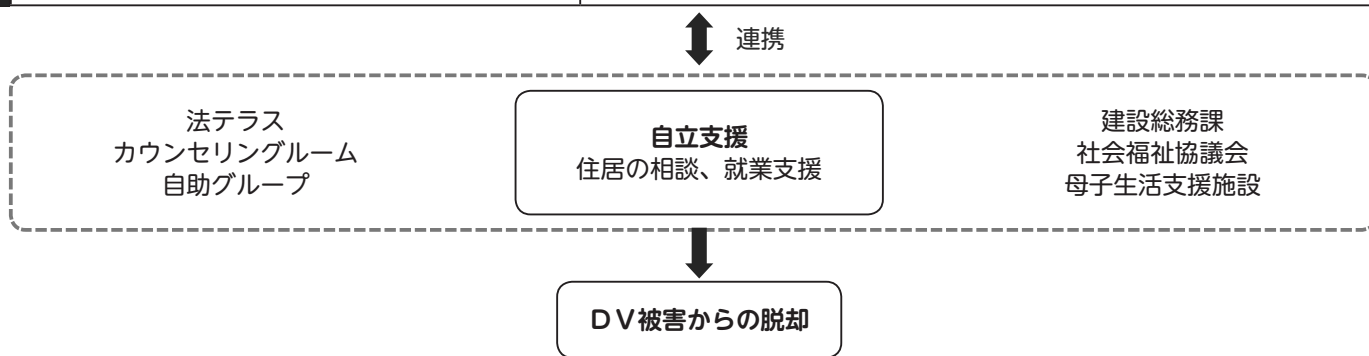 連携
法テラス
カウンセリングルーム
自助グループ
自立支援
住居の相談、就業支援
建設総務課
社会福祉協議会
母子生活支援施設
ＤＶ被害からの脱却